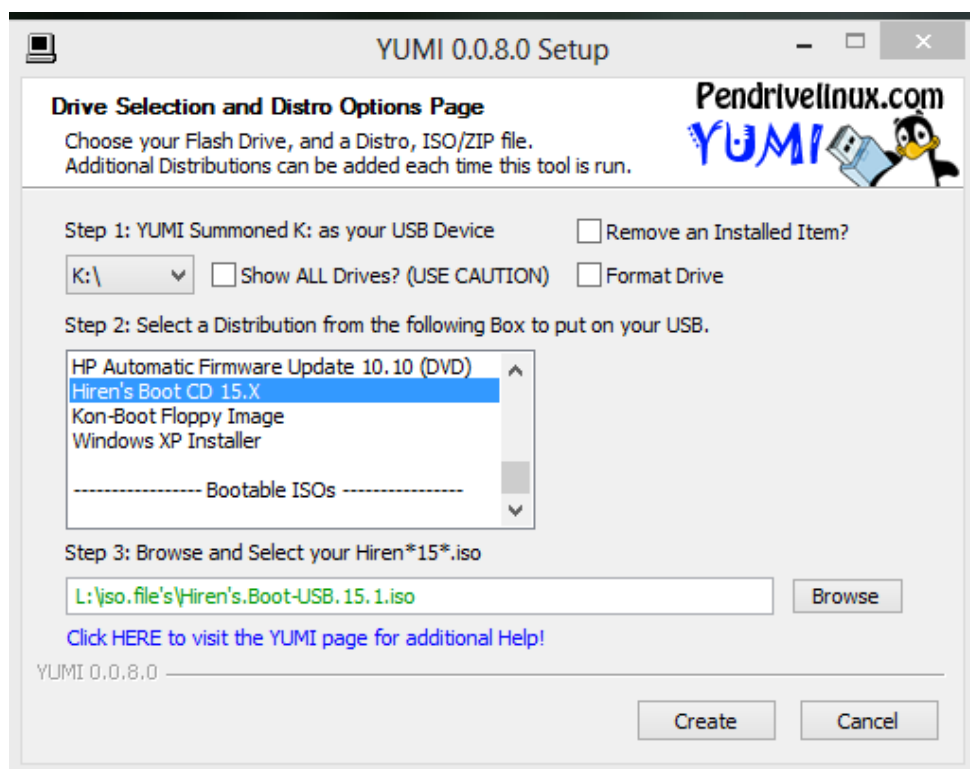 YUMI 0.0.8.0 Setup
Drive Selection and Distro Options Page
Choose your Flash Drive, and a Distro, ISO/ZIP file.
Additional Distributions can be added each time this tool is run.
Pendrivelinux.com
YUMI
Step 1: YUMI Summoned K: as your USB Device
Remove an Installed Item?
K:\
Show ALL Drives? (USE CAUTION)
Format Drive
Step 2: Select a Distribution from the following Box to put on your USB.
HP Automatic Firmware Update 10.10 (DVD)
Hiren's Boot CD 15.X
Kon-Boot Floppy Image
Windows XP Installer
----------------- Bootable ISOs ----------------
Step 3: Browse and Select your Hiren*15*.iso
L:\iso.file's\Hiren's.Boot-USB.15.1.iso
Browse
Click HERE to visit the YUMI page for additional Help!
YUMI 0.0.8.0
Create
Cancel